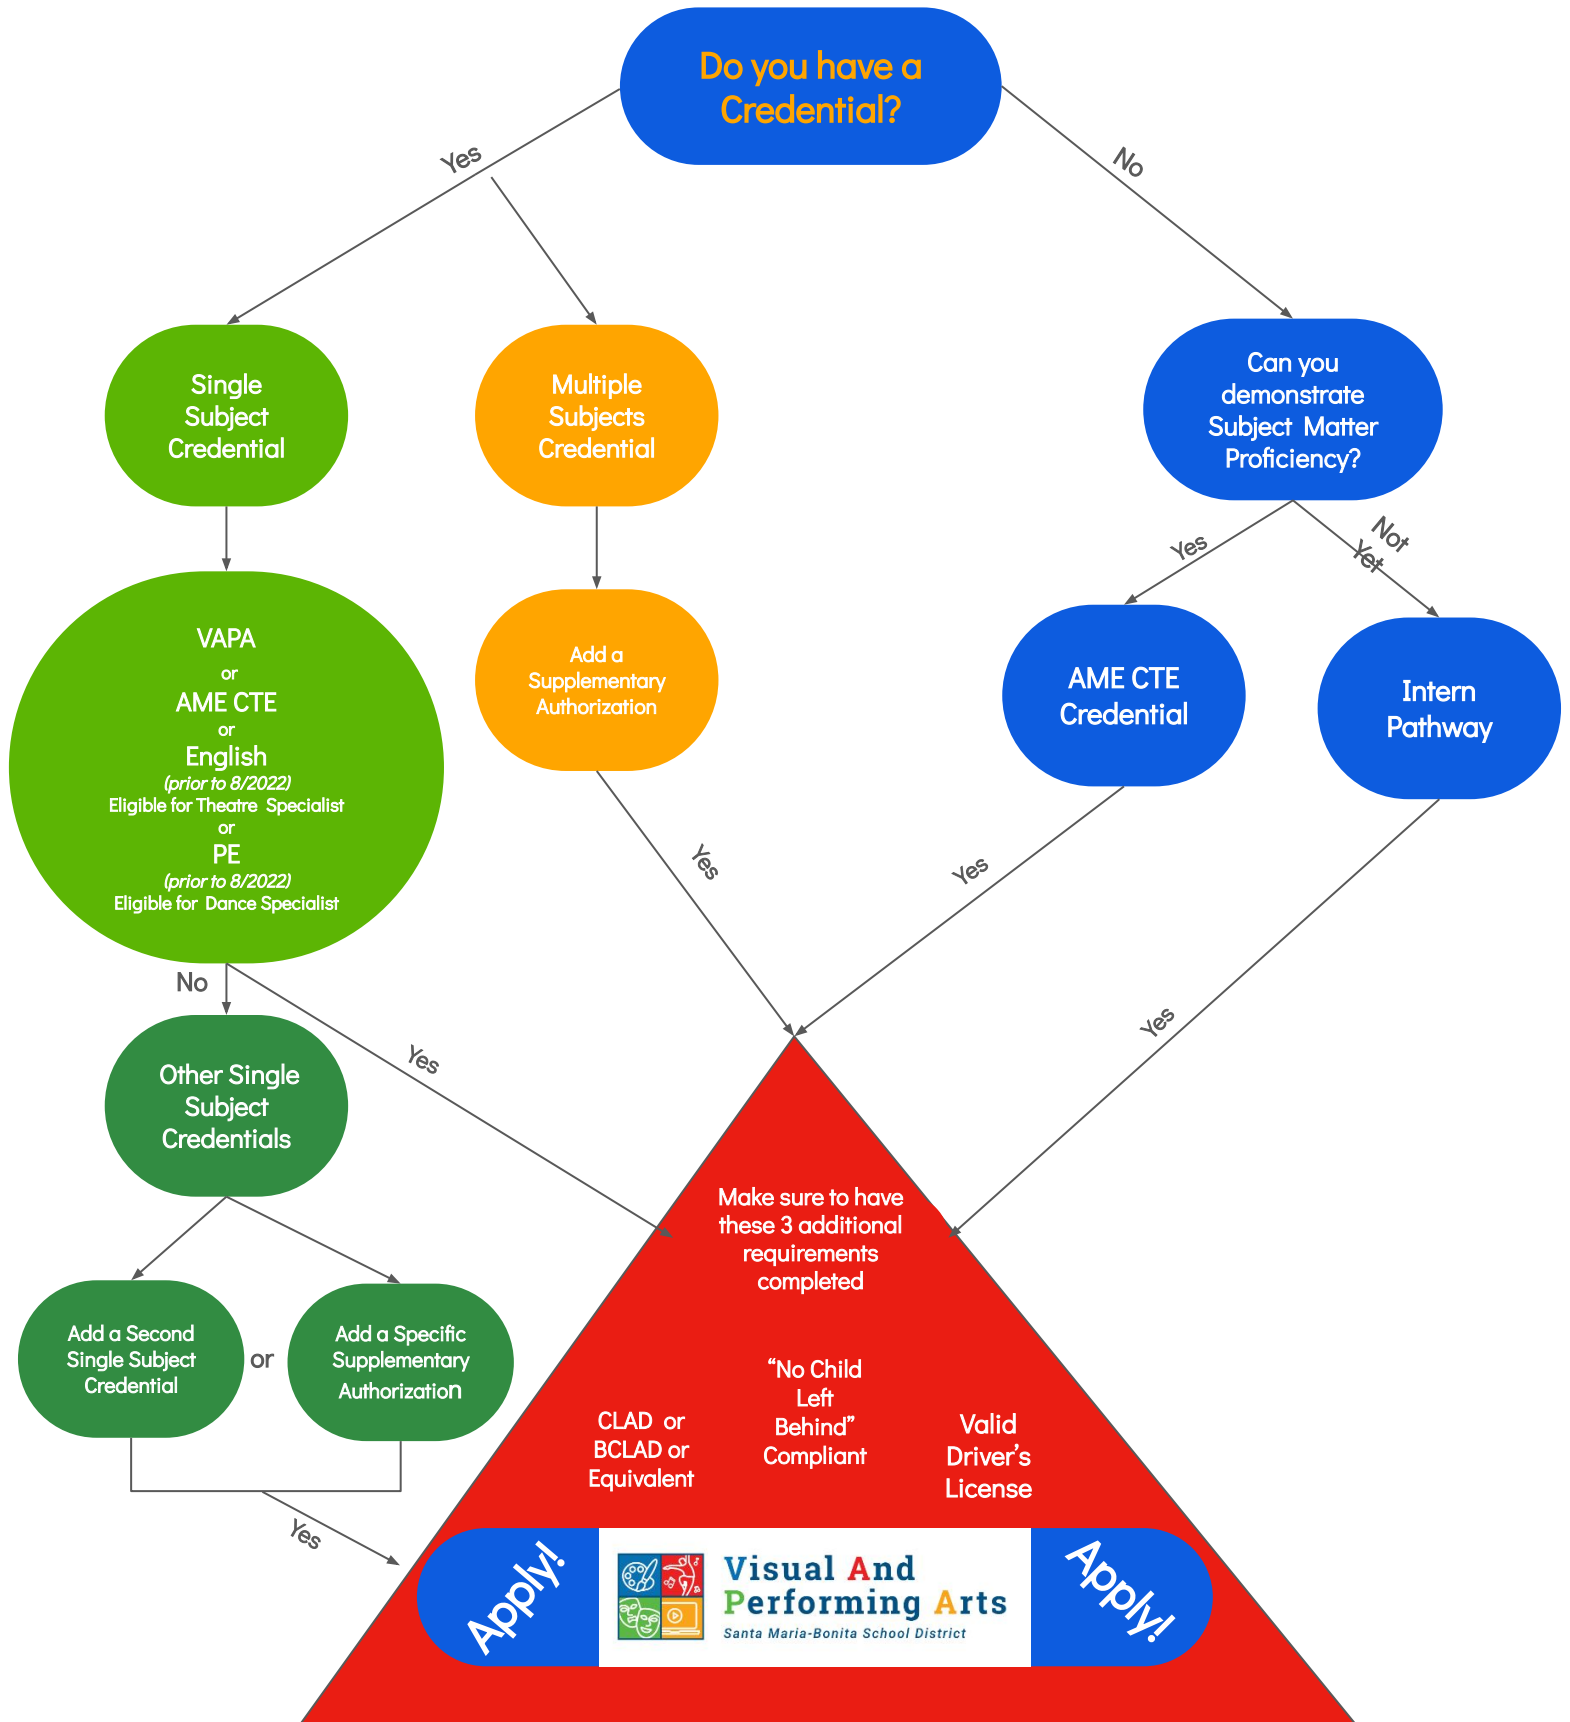 Do you have a
Credential?
Yes
No
Single
Subject
Credential
Multiple
Subjects
Credential
Can you
demonstrate
Subject Matter
Proficiency?
Yes
Not
Yet
VAPA
or
AME CTE
or
English
(prior to 8/2022)
Eligible for Theatre Specialist
or
PE
(prior to 8/2022)
Eligible for Dance Specialist
Add a
Supplementary
Authorization
AME CTE
Credential
Intern
Pathway
Yes
Yes
Yes
No
Yes
Other Single
Subject
Credentials
Add a Second
Single Subject
Credential
or
Add a Specific
Supplementary
Authorization
Yes
Make sure to have
these 3 additional
requirements
completed
CLAD or
BCLAD or
Equivalent
“No Child
Left
Behind”
Compliant
Valid
Driver’s
License
Apply!
Visual And
Performing Arts
Santa Maria-Bonita School District
Apply!